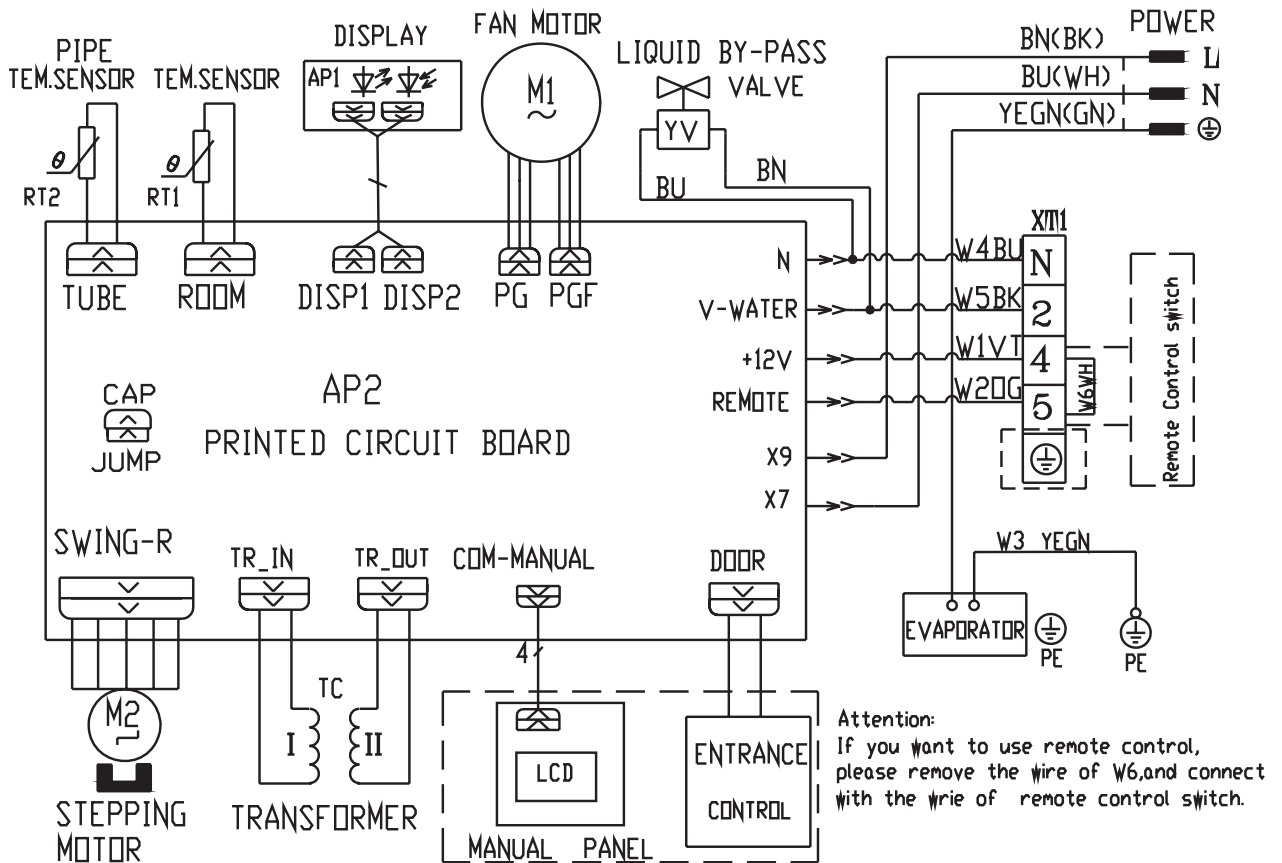 PIPE
TEM.SENSOR
TEM.SENSOR
DISPLAY
AP1
FAN MOTOR
M1
LIQUID BY-PASS
VALVE
YV
BU
BN
POWER
BN(BK)
L
BU(WH)
N
YEGN(GN)
θ
RT2
θ
RT1
TUBE
ROOM
DISP1
DISP2
PG
PGF
N
V-WATER
+12V
REMOTE
X9
X7
XT1
W4BU
N
W5BK
2
W1VT
4
W2OG
5
W6WH
Remote Control switch
CAP
JUMP
AP2
PRINTED CIRCUIT BOARD
SWING-R
TR_IN
TR_OUT
COM-MANUAL
DOOR
W3 YEGN
EVAPORATOR
PE
PE
4
M2
STEPPING
MOTOR
TC
I
II
TRANSFORMER
LCD
MANUAL PANEL
ENTRANCE
CONTROL
Attention:
If you want to use remote control,
please remove the wire of W6,and connect
with the wrie of remote control switch.